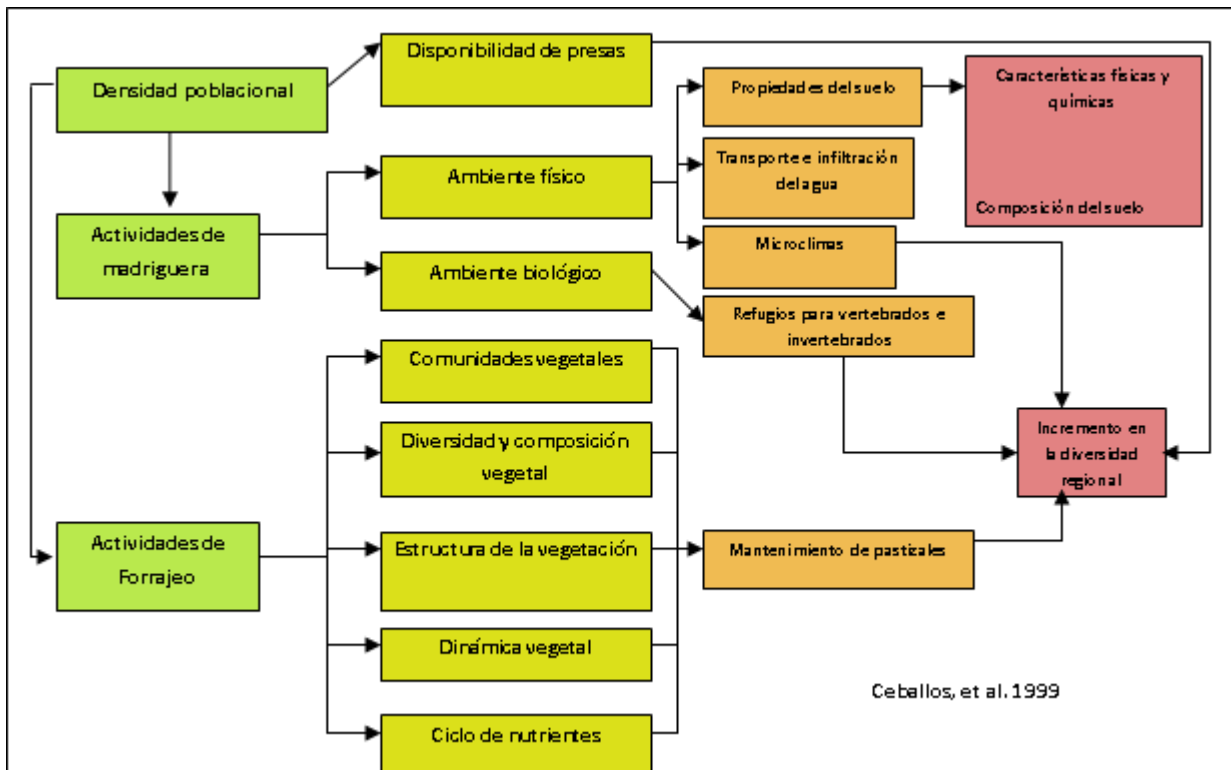 Densidad poblacional
Actividades de
madriguera
Actividades de
Forrajeo
Disponibilidad de presas
Ambiente físico
Ambiente biológico
Comunidades vegetales
Diversidad y composición
vegetal
Estructura de la vegetación
Dinámica vegetal
Ciclo de nutrientes
Propiedades del suelo
Transporte e infiltración
del agua
Microclimas
Refugios para vertebrados e
invertebrados
Mantenimiento de pastizales
Características físicas y
químicas
Composición del suelo
Incremento en
la diversidad
regional
Ceballos, et al. 1999